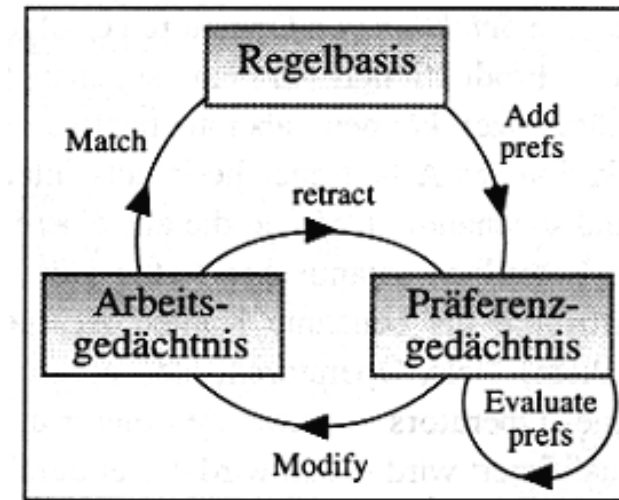 Regelbasis
Match
Add
prefs
retract
Arbeits-
gedächtnis
Präferenz-
gedächtnis
Evaluate
prefs
Modify